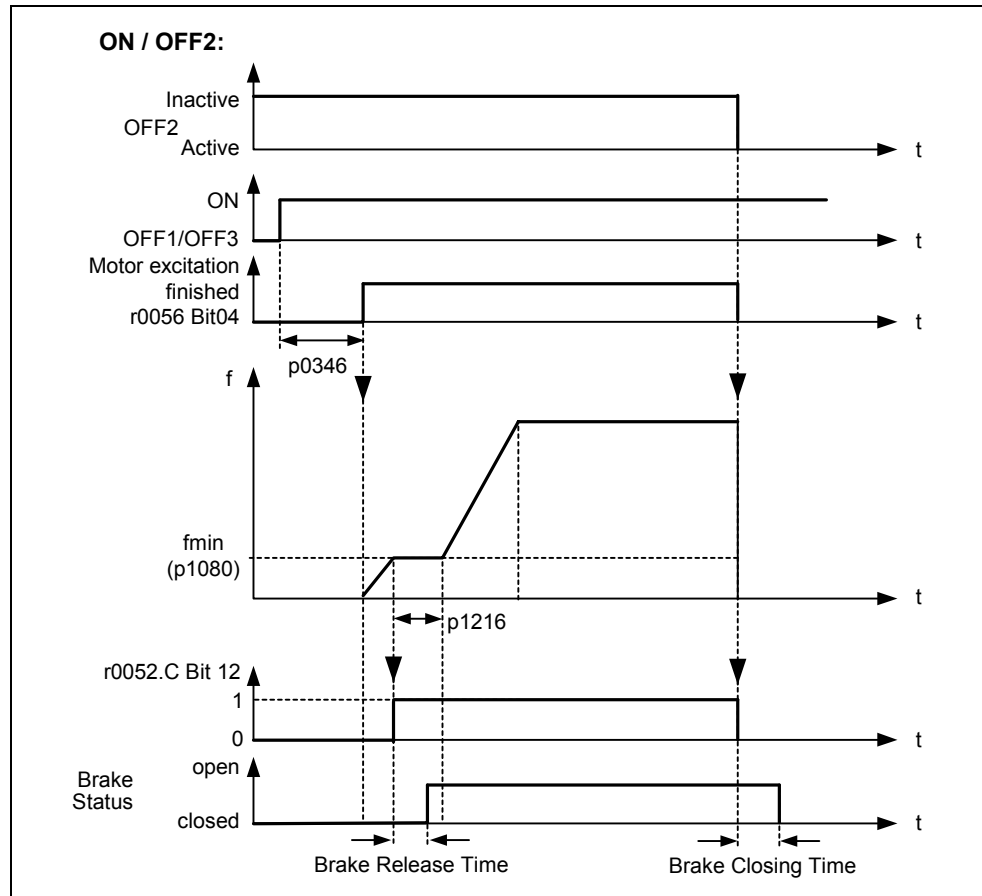 ON / OFF2:
Inactive
OFF2
Active
t
ON
OFF1/OFF3
t
Motor excitation
finished
r0056 Bit04
t
p0346
f
fmin
(p1080)
t
p1216
r0052.C Bit 12
1
0
t
open
Brake
Status
closed
t
Brake Release Time
Brake Closing Time